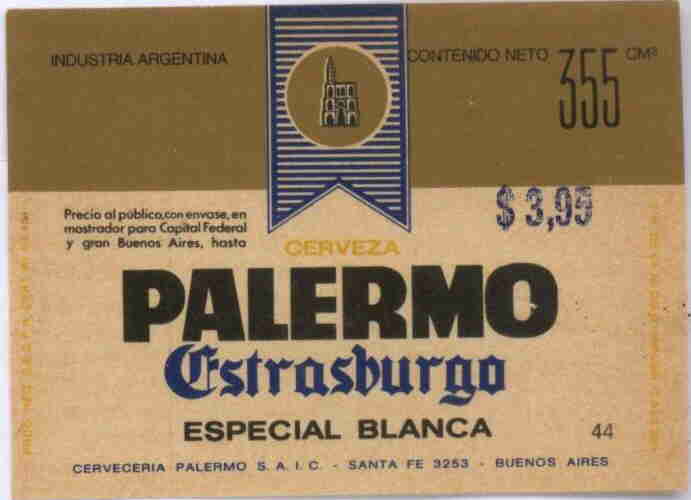 INDUSTRIA ARGENTINA
CONTENIDO NETO 355 CM³
Precio al público, con envase, en
mostrador para Capital Federal
y gran Buenos Aires, hasta
$ 3,95
CERVEZA
PALERMO
Estrasburgo
ESPECIAL BLANCA
44
CERVECERIA PALERMO S. A. I. C. - SANTA FE 3253 - BUENOS AIRES